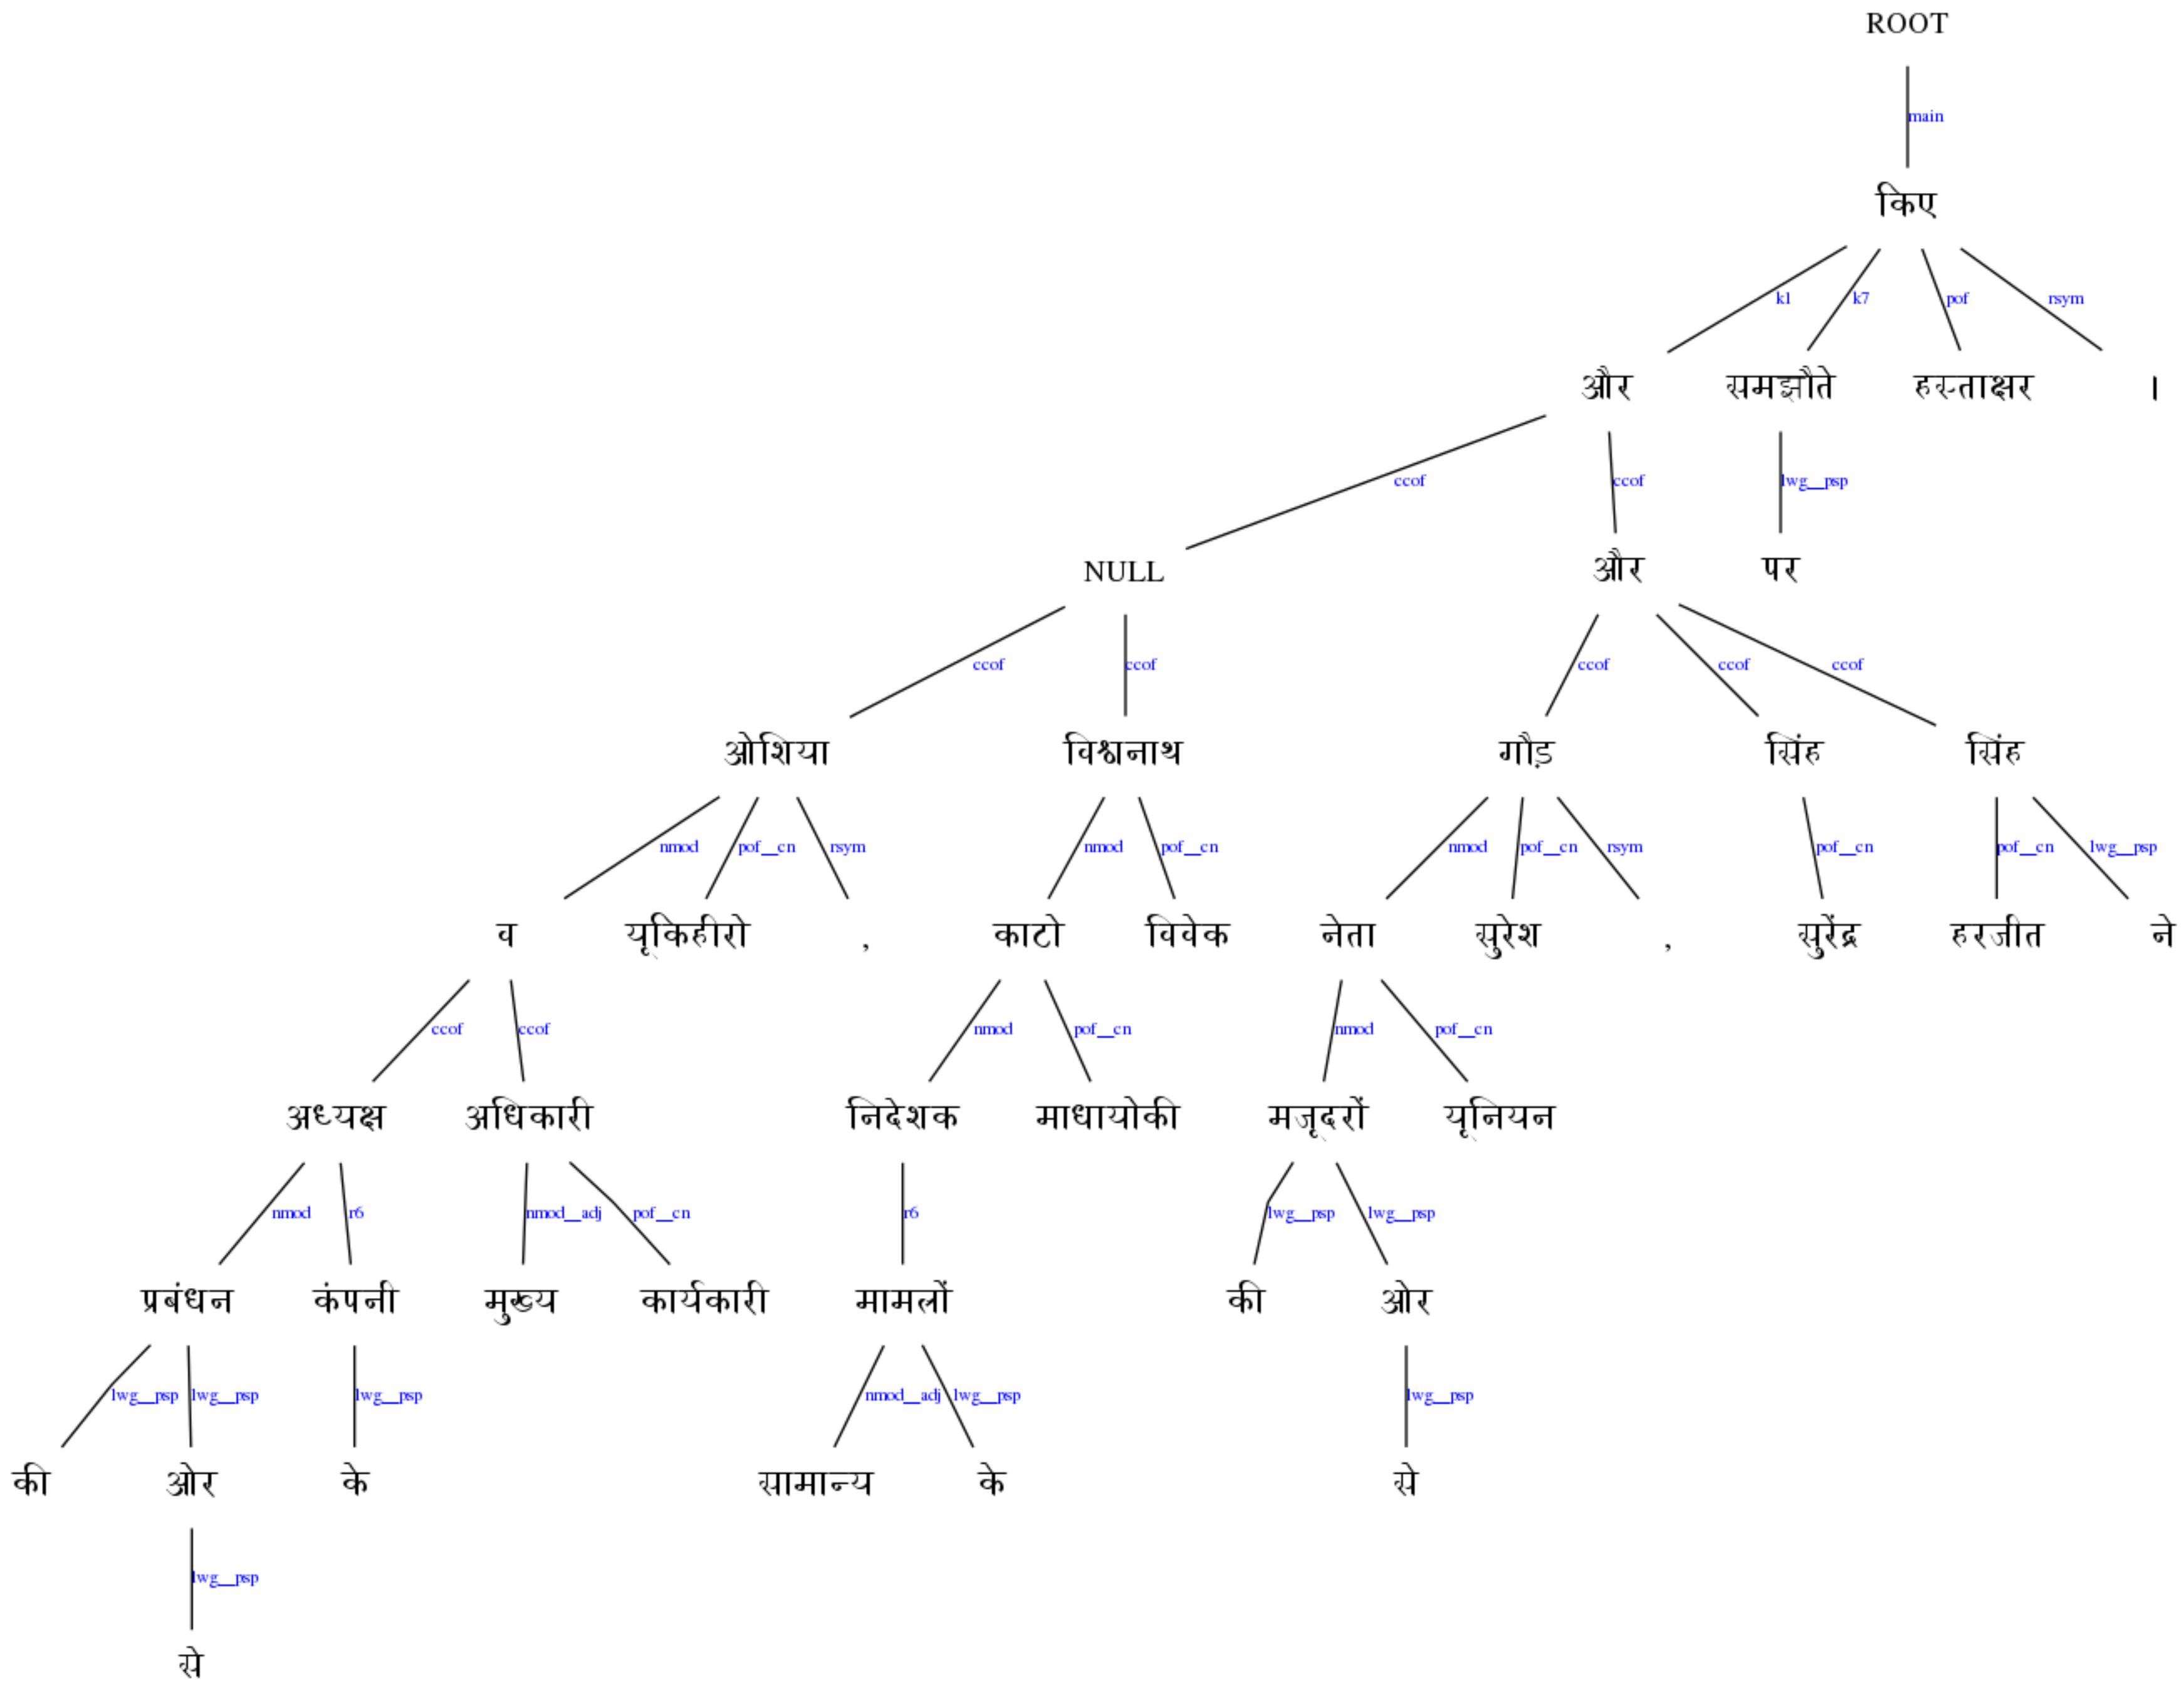 ROOT
main
किए
k1 k7 pof rsym
और समझौते हस्ताक्षर ।
ccof ccof lwg__psp
NULL और पर
ccof ccof ccof ccof ccof
ओशिया विश्वनाथ गौड़ सिंह सिंह
nmod pof__cn rsym nmod pof__cn nmod pof__cn rsym pof__cn pof__cn lwg__psp
व यूकिहीरो , काटो विवेक नेता सुरेश , सुरेंद्र हरजीत ने
ccof ccof nmod pof__cn nmod pof__cn
अध्यक्ष अधिकारी निदेशक माधायोकी मजूदरों यूनियन
nmod r6 nmod__adj pof__cn r6 lwg__psp lwg__psp
प्रबंधन कंपनी मुख्य कार्यकारी मामलों की ओर
lwg__psp lwg__psp lwg__psp nmod__adj lwg__psp lwg__psp
की ओर के सामान्य के से
lwg__psp
से